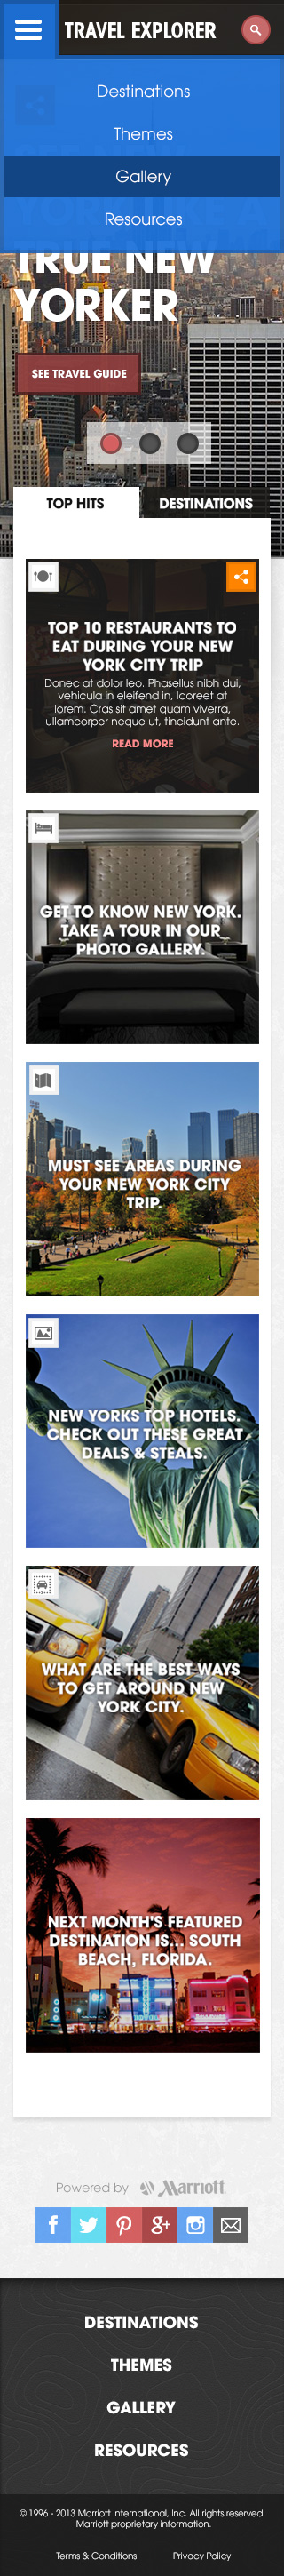 TRAVEL EXPLORER
Destinations
Themes
Gallery
Resources
TRUE NEW
YORKER
SEE TRAVEL GUIDE
TOP HITS
DESTINATIONS
TOP 10 RESTAURANTS TO
EAT DURING YOUR NEW
YORK CITY TRIP
Donec at dolor leo. Phasellus nibh dui,
vehicula in eleifend in, laoreet at
lorem. Cras sit amet quam viverra,
ullamcorper neque ut, tincidunt ante.
READ MORE
GET TO KNOW NEW YORK.
TAKE A TOUR IN OUR
PHOTO GALLERY.
MUST SEE AREAS DURING
YOUR NEW YORK CITY
TRIP.
NEW YORKS TOP HOTELS.
CHECK OUT THESE GREAT
DEALS & STEALS.
WHAT ARE THE BEST WAYS
TO GET AROUND NEW
YORK CITY.
NEXT MONTH'S FEATURED
DESTINATION IS... SOUTH
BEACH, FLORIDA.
Powered by Marriott
DESTINATIONS
THEMES
GALLERY
RESOURCES
© 1996 - 2013 Marriott International, Inc. All rights reserved.
Marriott proprietary information.
Terms & Conditions
Privacy Policy